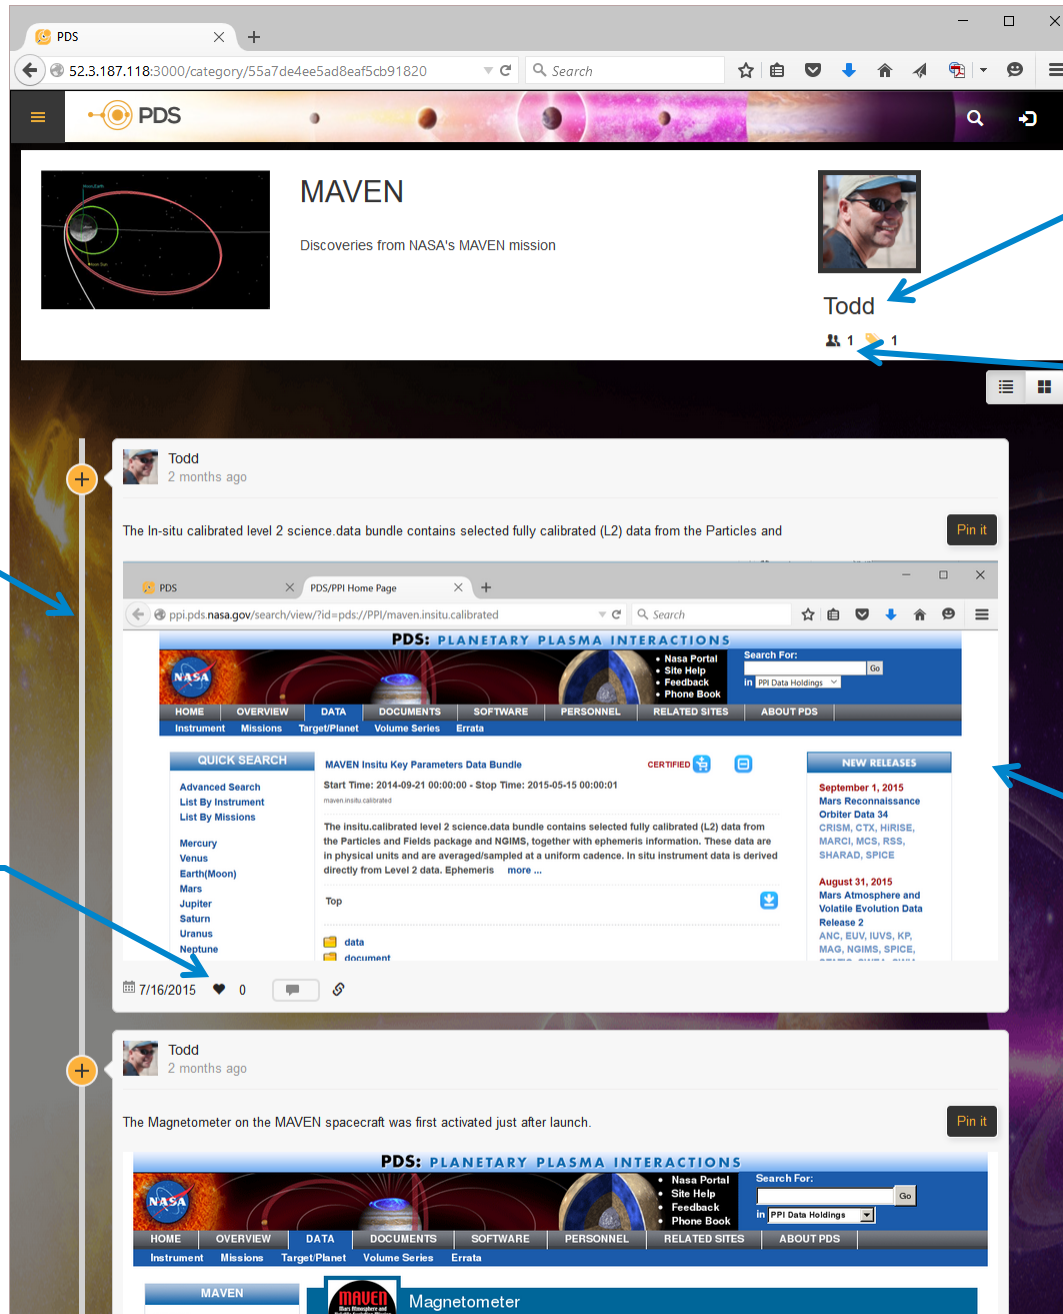 PDS
52.3.187.118:3000/category/55a7de4ee5ad8eaf5cb91820
Search
PDS
MAVEN
Discoveries from NASA's MAVEN mission
Todd
1 1
Todd
2 months ago
The In-situ calibrated level 2 science.data bundle contains selected fully calibrated (L2) data from the Particles and
Pin it
PDS
PDS/PPI Home Page
ppi.pds.nasa.gov/search/view/?id=pds://PPI/maven.insitu.calibrated
Search
PDS: PLANETARY PLASMA INTERACTIONS
NASA
• Nasa Portal
• Site Help
• Feedback
• Phone Book
Search For:
Go
in PPI Data Holdings
HOME OVERVIEW DATA DOCUMENTS SOFTWARE PERSONNEL RELATED SITES ABOUT PDS
Instrument Missions Target/Planet Volume Series Errata
QUICK SEARCH
Advanced Search
List By Instrument
List By Missions
Mercury
Venus
Earth(Moon)
Mars
Jupiter
Saturn
Uranus
Neptune
MAVEN Insitu Key Parameters Data Bundle
CERTIFIED
Start Time: 2014-09-21 00:00:00 - Stop Time: 2015-05-15 00:00:01
maven.insitu.calibrated
The insitu.calibrated level 2 science.data bundle contains selected fully calibrated (L2) data from
the Particles and Fields package and NGIMS, together with ephemeris information. These data are
in physical units and are averaged/sampled at a uniform cadence. In situ instrument data is derived
directly from Level 2 data. Ephemeris more ...
Top
data
document
NEW RELEASES
September 1, 2015
Mars Reconnaissance
Orbiter Data 34
CRISM, CTX, HiRISE,
MARCI, MCS, RSS,
SHARAD, SPICE
August 31, 2015
Mars Atmosphere and
Volatile Evolution Data
Release 2
ANC, EUV, IUVS, KP,
MAG, NGIMS, SPICE,
7/16/2015 0
Todd
2 months ago
The Magnetometer on the MAVEN spacecraft was first activated just after launch.
Pin it
PDS: PLANETARY PLASMA INTERACTIONS
NASA
• Nasa Portal
• Site Help
• Feedback
• Phone Book
Search For:
Go
in PPI Data Holdings
HOME OVERVIEW DATA DOCUMENTS SOFTWARE PERSONNEL RELATED SITES ABOUT PDS
Instrument Missions Target/Planet Volume Series Errata
MAVEN
MAVEN
Magnetometer